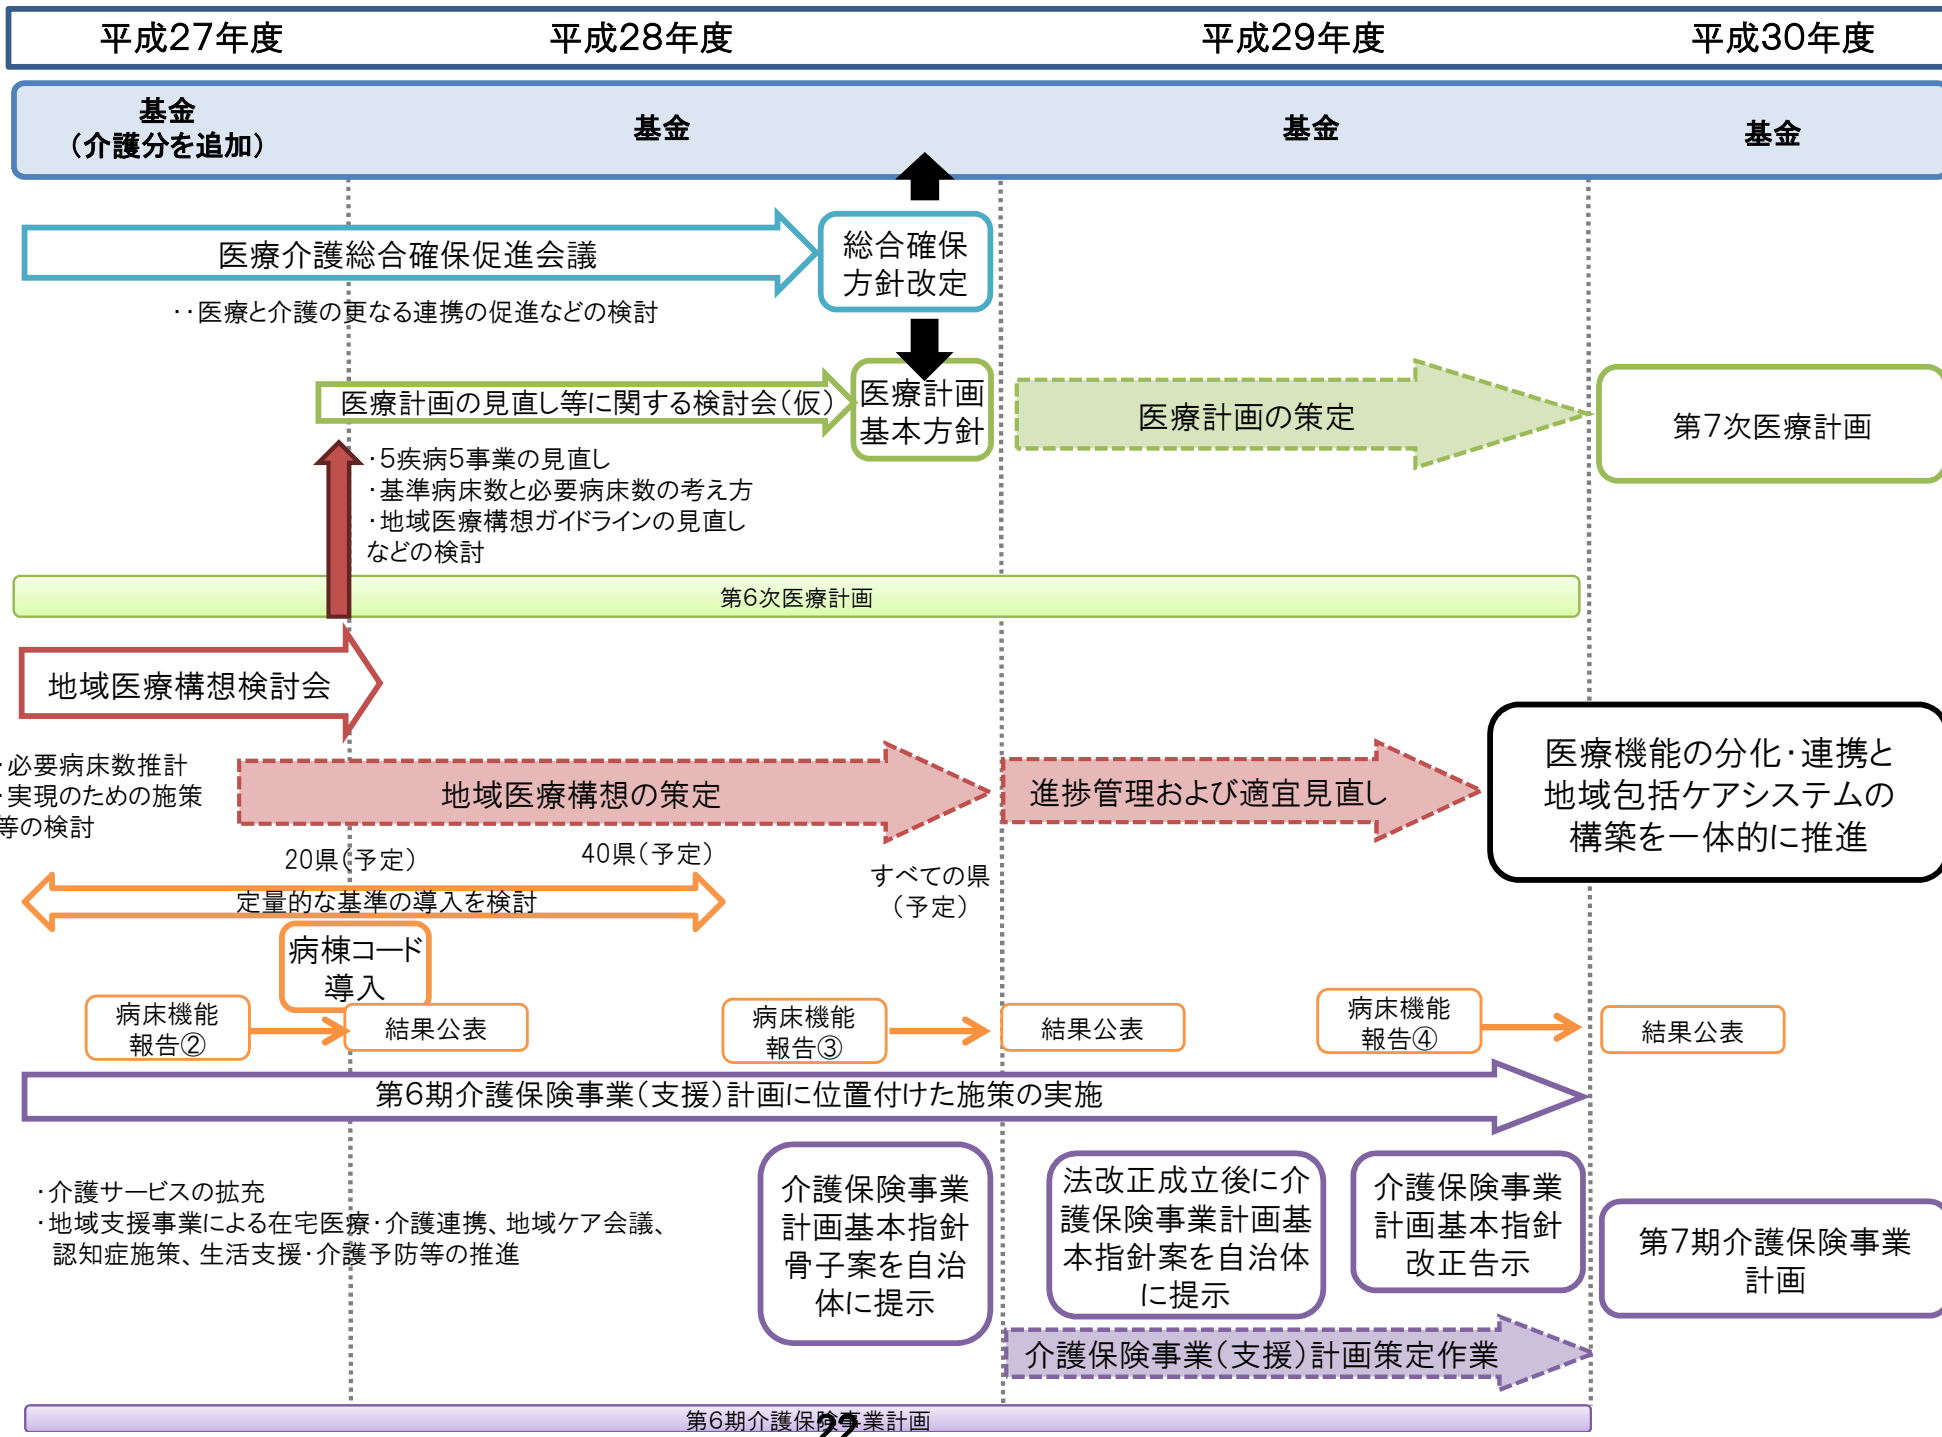 平成27年度
平成28年度
平成29年度
平成30年度
基金
（介護分を追加）
基金
基金
基金
医療介護総合確保促進会議
総合確保
方針改定
‥医療と介護の更なる連携の促進などの検討
医療計画の見直し等に関する検討会（仮）
医療計画
基本方針
医療計画の策定
第7次医療計画
・5疾病5事業の見直し
・基準病床数と必要病床数の考え方
・地域医療構想ガイドラインの見直し
などの検討
第6次医療計画
地域医療構想検討会
・必要病床数推計
・実現のための施策
等の検討
地域医療構想の策定
進捗管理および適宜見直し
医療機能の分化・連携と
地域包括ケアシステムの
構築を一体的に推進
20県（予定）
40県（予定）
すべての県
（予定）
定量的な基準の導入を検討
病棟コード
導入
病床機能
報告②
結果公表
病床機能
報告③
結果公表
病床機能
報告④
結果公表
第6期介護保険事業（支援）計画に位置付けた施策の実施
・介護サービスの拡充
・地域支援事業による在宅医療・介護連携、地域ケア会議、
認知症施策、生活支援・介護予防等の推進
介護保険事業
計画基本指針
骨子案を自治
体に提示
法改正成立後に介
護保険事業計画基
本指針案を自治体
に提示
介護保険事業
計画基本指針
改正告示
第7期介護保険事業
計画
介護保険事業（支援）計画策定作業
第6期介護保険事業計画
22